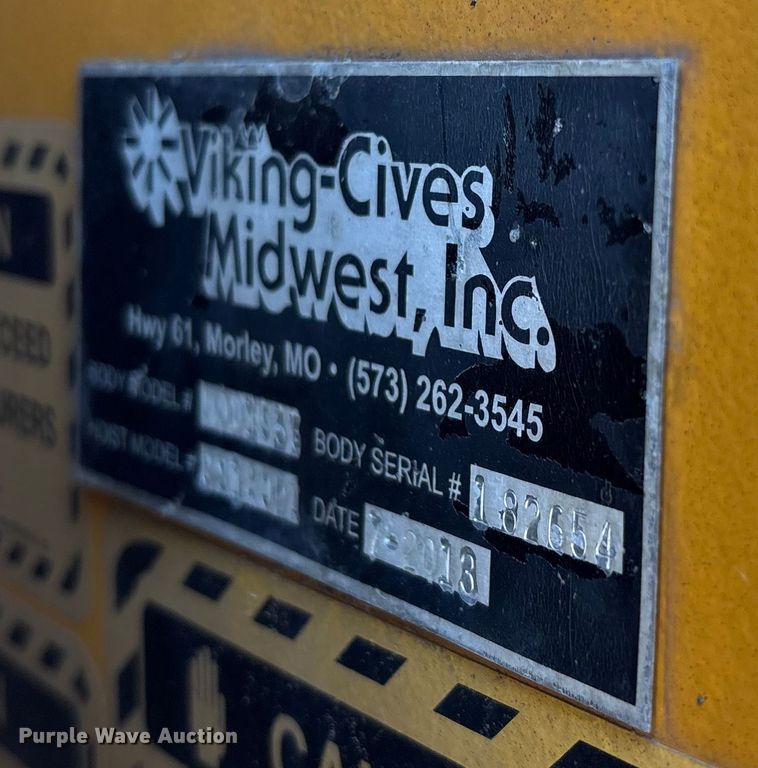 Viking-Cives
Midwest, Inc.
Hwy 61, Morley, MO • (573) 262-3545
BODY MODEL #
BODY SERIAL # 182654
HOIST MODEL #
DATE 7-2013
Purple Wave Auction